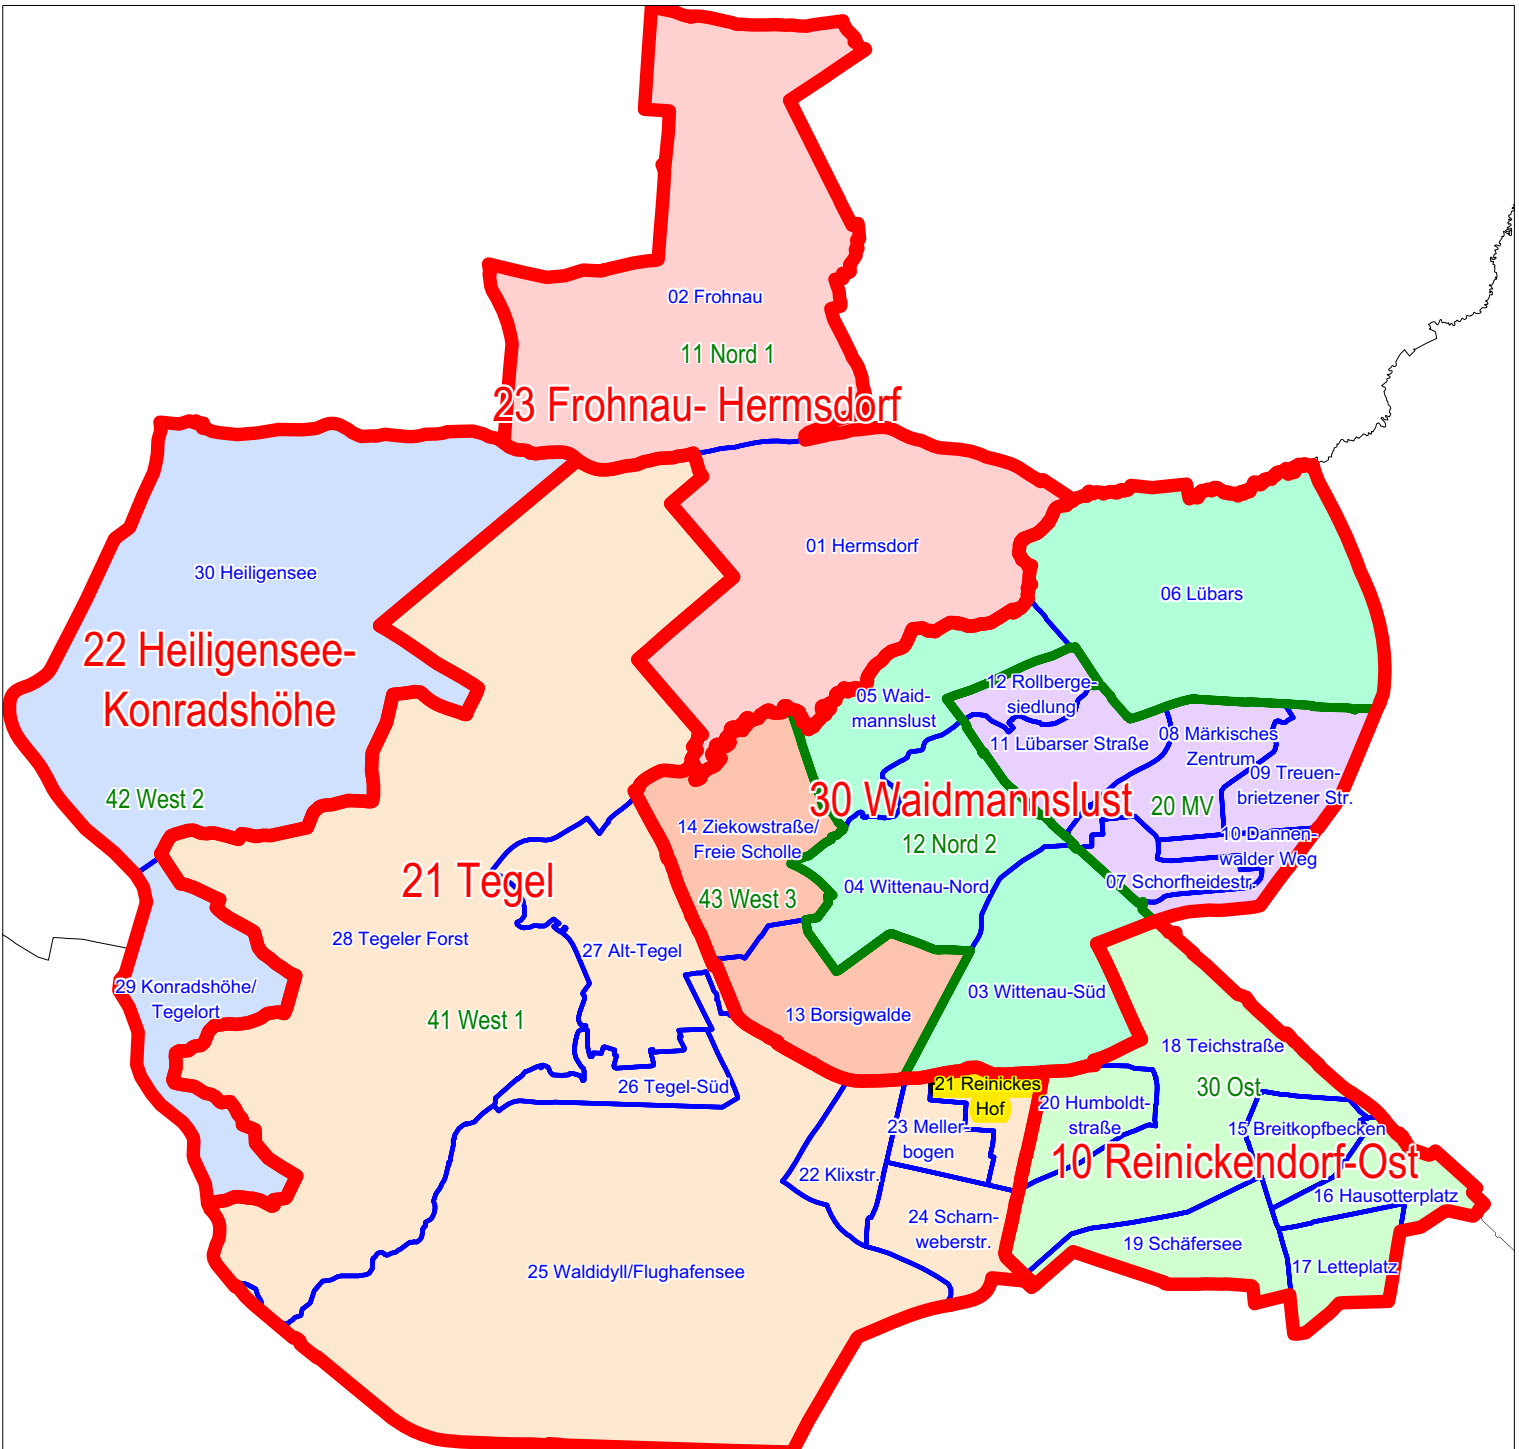 02 Frohnau
11 Nord 1
23 Frohnau- Hermsdorf
01 Hermsdorf
30 Heiligensee
22 Heiligensee-
Konradshöhe
42 West 2
06 Lübars
05 Waid-
mannslust
12 Rollberge-
siedlung
11 Lübarser Straße
08 Märkisches
Zentrum
09 Treuen-
brietzener Str.
30 Waidmannslust
20 MV
12 Nord 2
10 Dannen-
walder Weg
07 Schorfheidestr.
14 Ziekowstraße/
Freie Scholle
43 West 3
04 Wittenau-Nord
21 Tegel
28 Tegeler Forst
27 Alt-Tegel
29 Konradshöhe/
Tegelort
41 West 1
13 Borsigwalde
03 Wittenau-Süd
26 Tegel-Süd
18 Teichstraße
30 Ost
21 Reinickes
Hof
20 Humboldt-
straße
15 Breitkopfbecken
23 Meller-
bogen
10 Reinickendorf-Ost
22 Klixstr.
16 Hausotterplatz
24 Scharn-
weberstr.
19 Schäfersee
17 Letteplatz
25 Waldidyll/Flughafensee